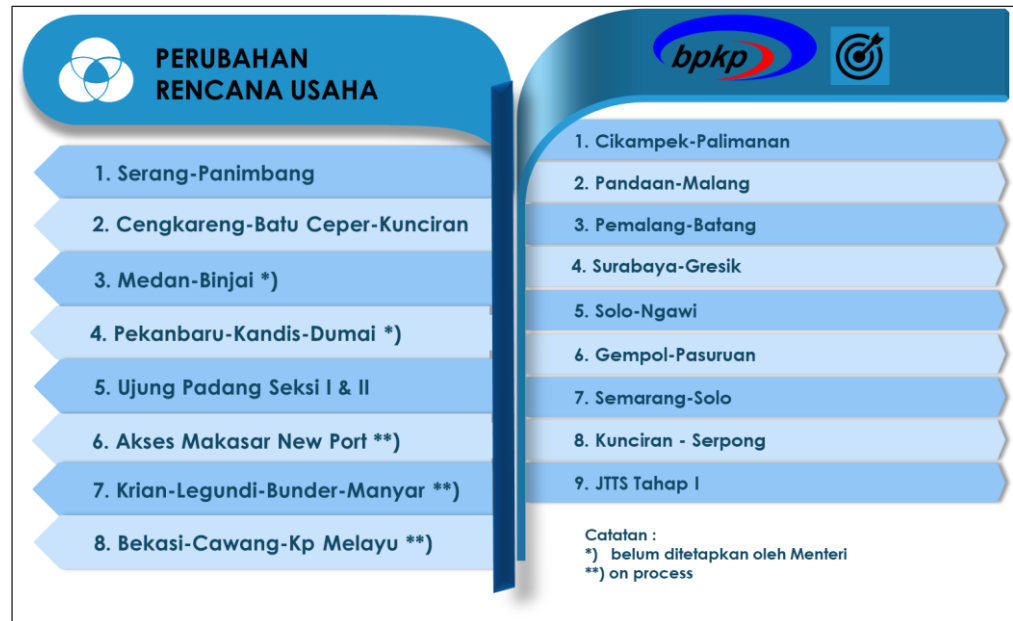 PERUBAHAN
RENCANA USAHA
1. Serang-Panimbang
2. Cengkareng-Batu Ceper-Kunciran
3. Medan-Binjai *)
4. Pekanbaru-Kandis-Dumai *)
5. Ujung Padang Seksi I & II
6. Akses Makasar New Port **)
7. Krian-Legundi-Bunder-Manyar **)
8. Bekasi-Cawang-Kp Melayu **)
bpkp
1. Cikampek-Palimanan
2. Pandaan-Malang
3. Pemalang-Batang
4. Surabaya-Gresik
5. Solo-Ngawi
6. Gempol-Pasuruan
7. Semarang-Solo
8. Kunciran - Serpong
9. JTTS Tahap I
Catatan :
*) belum ditetapkan oleh Menteri
**) on process